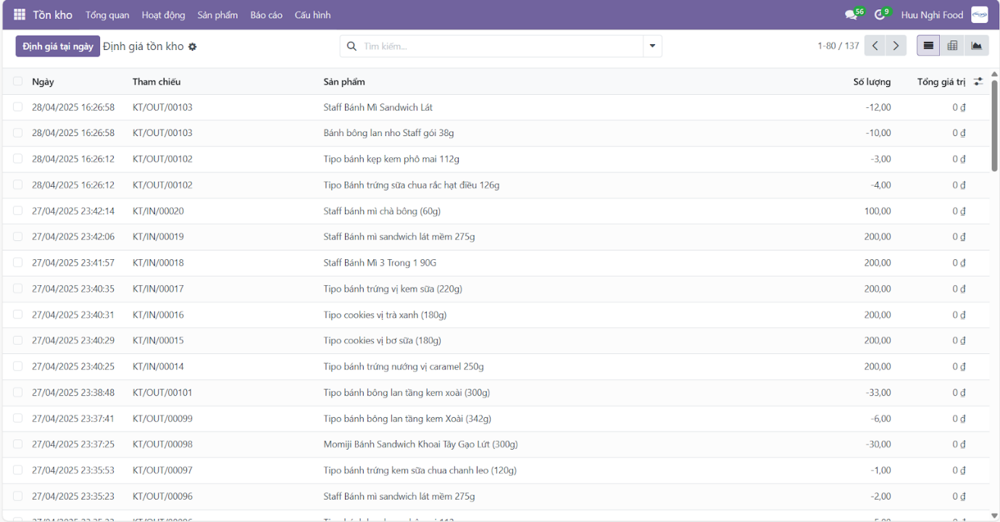 Tồn kho Tổng quan Hoạt động Sản phẩm Báo cáo Cấu hình 56 9 Huu Nghi Food
Định giá tại ngày Định giá tồn kho Tìm kiếm... 1-80 / 137
Ngày Tham chiếu Sản phẩm Số lượng Tổng giá trị
28/04/2025 16:26:58 KT/OUT/00103 Staff Bánh Mì Sandwich Lát -12,00 0 ₫
28/04/2025 16:26:58 KT/OUT/00103 Bánh bông lan nho Staff gói 38g -10,00 0 ₫
28/04/2025 16:26:12 KT/OUT/00102 Tipo bánh kẹp kem phô mai 112g -3,00 0 ₫
28/04/2025 16:26:12 KT/OUT/00102 Tipo Bánh trứng sữa chua rắc hạt điều 126g -4,00 0 ₫
27/04/2025 23:42:14 KT/IN/00020 Staff bánh mì chà bông (60g) 100,00 0 ₫
27/04/2025 23:42:06 KT/IN/00019 Staff Bánh mì sandwich lát mềm 275g 200,00 0 ₫
27/04/2025 23:41:57 KT/IN/00018 Staff Bánh Mì 3 Trong 1 90G 200,00 0 ₫
27/04/2025 23:40:35 KT/IN/00017 Tipo bánh trứng vị kem sữa (220g) 200,00 0 ₫
27/04/2025 23:40:31 KT/IN/00016 Tipo cookies vị trà xanh (180g) 200,00 0 ₫
27/04/2025 23:40:29 KT/IN/00015 Tipo cookies vị bơ sữa (180g) 200,00 0 ₫
27/04/2025 23:40:25 KT/IN/00014 Tipo bánh trứng nướng vị caramel 250g 200,00 0 ₫
27/04/2025 23:38:48 KT/OUT/00101 Tipo bánh bông lan tầng kem xoài (300g) -33,00 0 ₫
27/04/2025 23:37:41 KT/OUT/00099 Tipo bánh bông lan tầng kem Xoài (342g) -6,00 0 ₫
27/04/2025 23:37:25 KT/OUT/00098 Momiji Bánh Sandwich Khoai Tây Gạo Lứt (300g) -30,00 0 ₫
27/04/2025 23:35:53 KT/OUT/00097 Tipo bánh trứng kem sữa chua chanh leo (120g) -1,00 0 ₫
27/04/2025 23:35:23 KT/OUT/00096 Staff Bánh mì sandwich lát mềm 275g -2,00 0 ₫